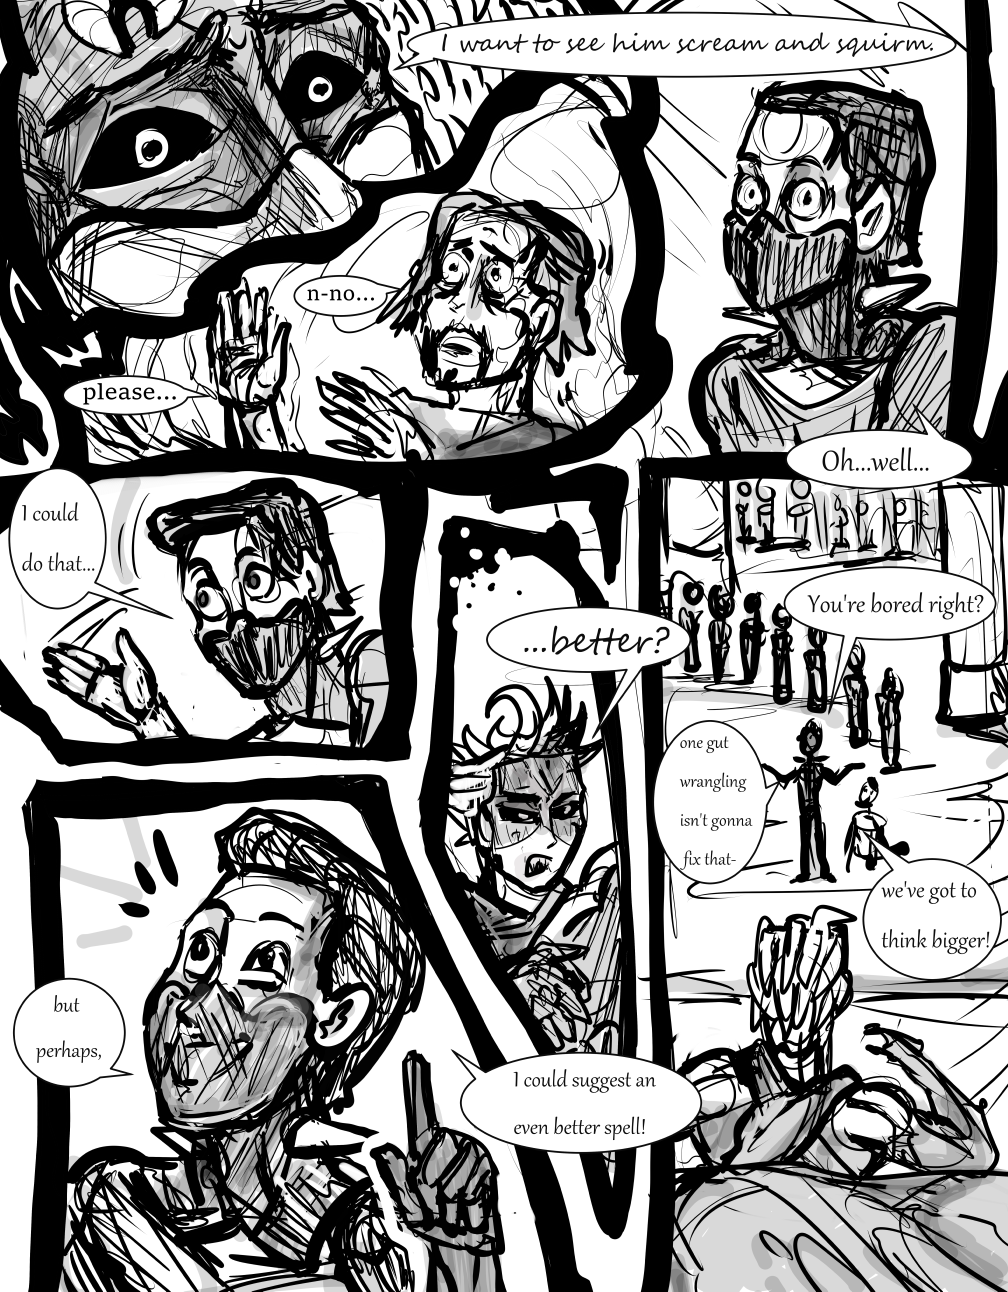 I want to see him scream and squirm.
n-no...
please...
Oh...well...
I could
do that...
...better?
You're bored right?
one gut
wrangling
isn't gonna
fix that-
we've got to
think bigger!
but
perhaps,
I could suggest an
even better spell!